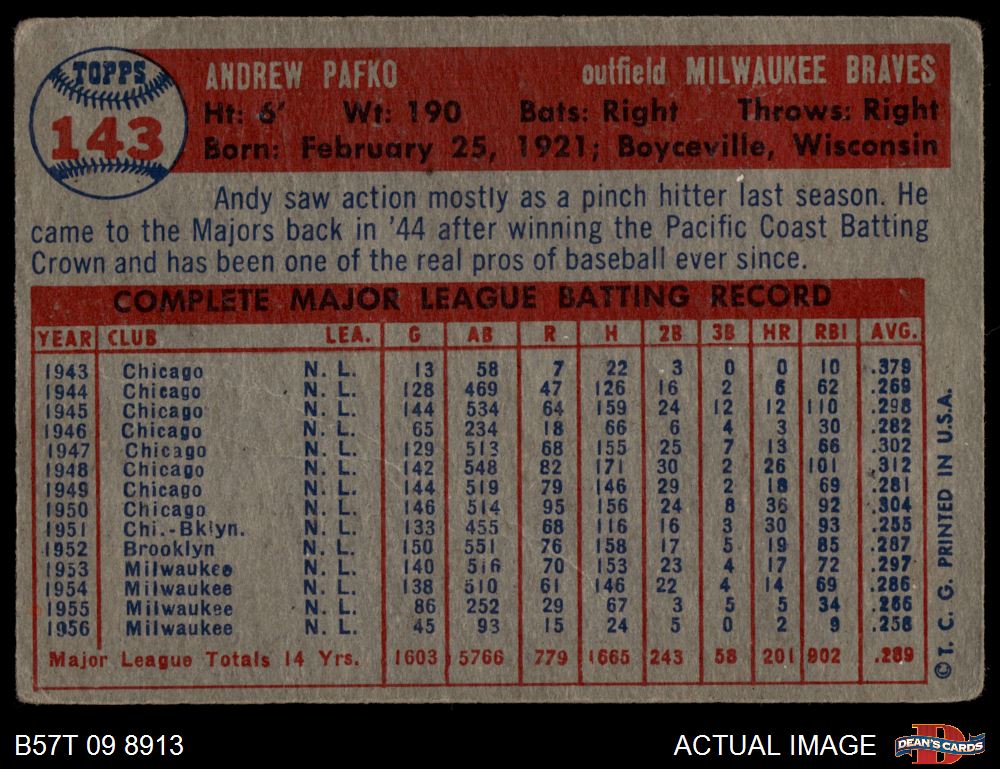 TOPPS
143
ANDREW PAFKO outfield MILWAUKEE BRAVES
Ht: 6' Wt: 190 Bats: Right Throws: Right
Born: February 25, 1921; Boyceville, Wisconsin
Andy saw action mostly as a pinch hitter last season. He
came to the Majors back in '44 after winning the Pacific Coast Batting
Crown and has been one of the real pros of baseball ever since.
COMPLETE MAJOR LEAGUE BATTING RECORD
YEAR CLUB LEA. G AB R H 2B 3B HR RBI AVG.
1943 Chicago N. L. 13 58 7 22 3 0 0 10 .379
1944 Chicago N. L. 128 469 47 126 16 2 6 62 .269
1945 Chicago N. L. 144 534 64 159 24 12 12 110 .298
1946 Chicago N. L. 65 234 18 66 6 4 3 30 .282
1947 Chicago N. L. 129 513 68 155 25 7 13 66 .302
1948 Chicago N. L. 142 548 82 171 30 2 26 101 .312
1949 Chicago N. L. 144 519 79 146 29 2 18 69 .281
1950 Chicago N. L. 146 514 95 156 24 8 36 92 .304
1951 Chi.-Bklyn. N. L. 133 455 68 116 16 3 30 93 .255
1952 Brooklyn N. L. 150 551 76 158 17 5 19 85 .287
1953 Milwaukee N. L. 140 516 70 153 23 4 17 72 .297
1954 Milwaukee N. L. 138 510 61 146 22 4 14 69 .286
1955 Milwaukee N. L. 86 252 29 67 3 5 5 34 .266
1956 Milwaukee N. L. 45 93 15 24 5 0 2 9 .258
Major League Totals 14 Yrs. 1603 5766 779 1665 243 58 201 902 .289
© T. C. G. PRINTED IN U.S.A.
B57T 09 8913 ACTUAL IMAGE
D
DEAN'S CARDS